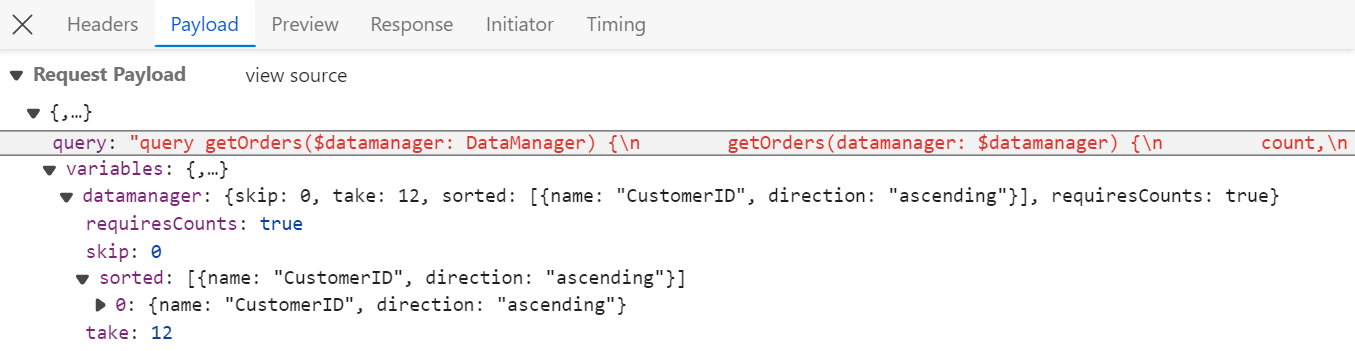 Headers Payload Preview Response Initiator Timing
Request Payload view source
{,…}
query: "query getOrders($datamanager: DataManager) {\n        getOrders(datamanager: $datamanager) {\n         count,\n
variables: {,…}
datamanager: {skip: 0, take: 12, sorted: [{name: "CustomerID", direction: "ascending"}], requiresCounts: true}
requiresCounts: true
skip: 0
sorted: [{name: "CustomerID", direction: "ascending"}]
0: {name: "CustomerID", direction: "ascending"}
take: 12